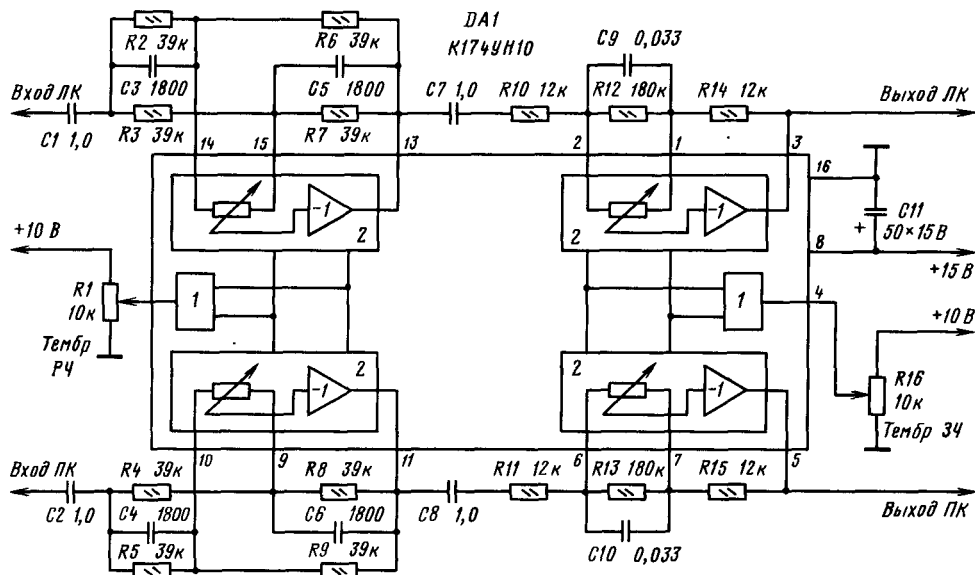 R2 39к
R6 39к
DA1
К174УН10
C9 0,033
Вход ЛК
C3 1800
C5 1800
C7 1,0
R10 12к
R12 180к
R14 12к
Выход ЛК
C1 1,0
R3 39к
R7 39к
14
15
13
2
1
3
16
-1
-1
C11
50×15 В
+
+10 В
2
2
8
+15 В
R1
10к
1
1
4
+10 В
Тембр
РЧ
2
2
R16
10к
-1
-1
Тембр ЗЧ
10
9
11
6
7
5
Вход ПК
R4 39к
R8 39к
R11 12к
R13 180к
R15 12к
C2 1,0
C4 1800
C6 1800
C8 1,0
Выход ПК
R5 39к
R9 39к
C10 0,033